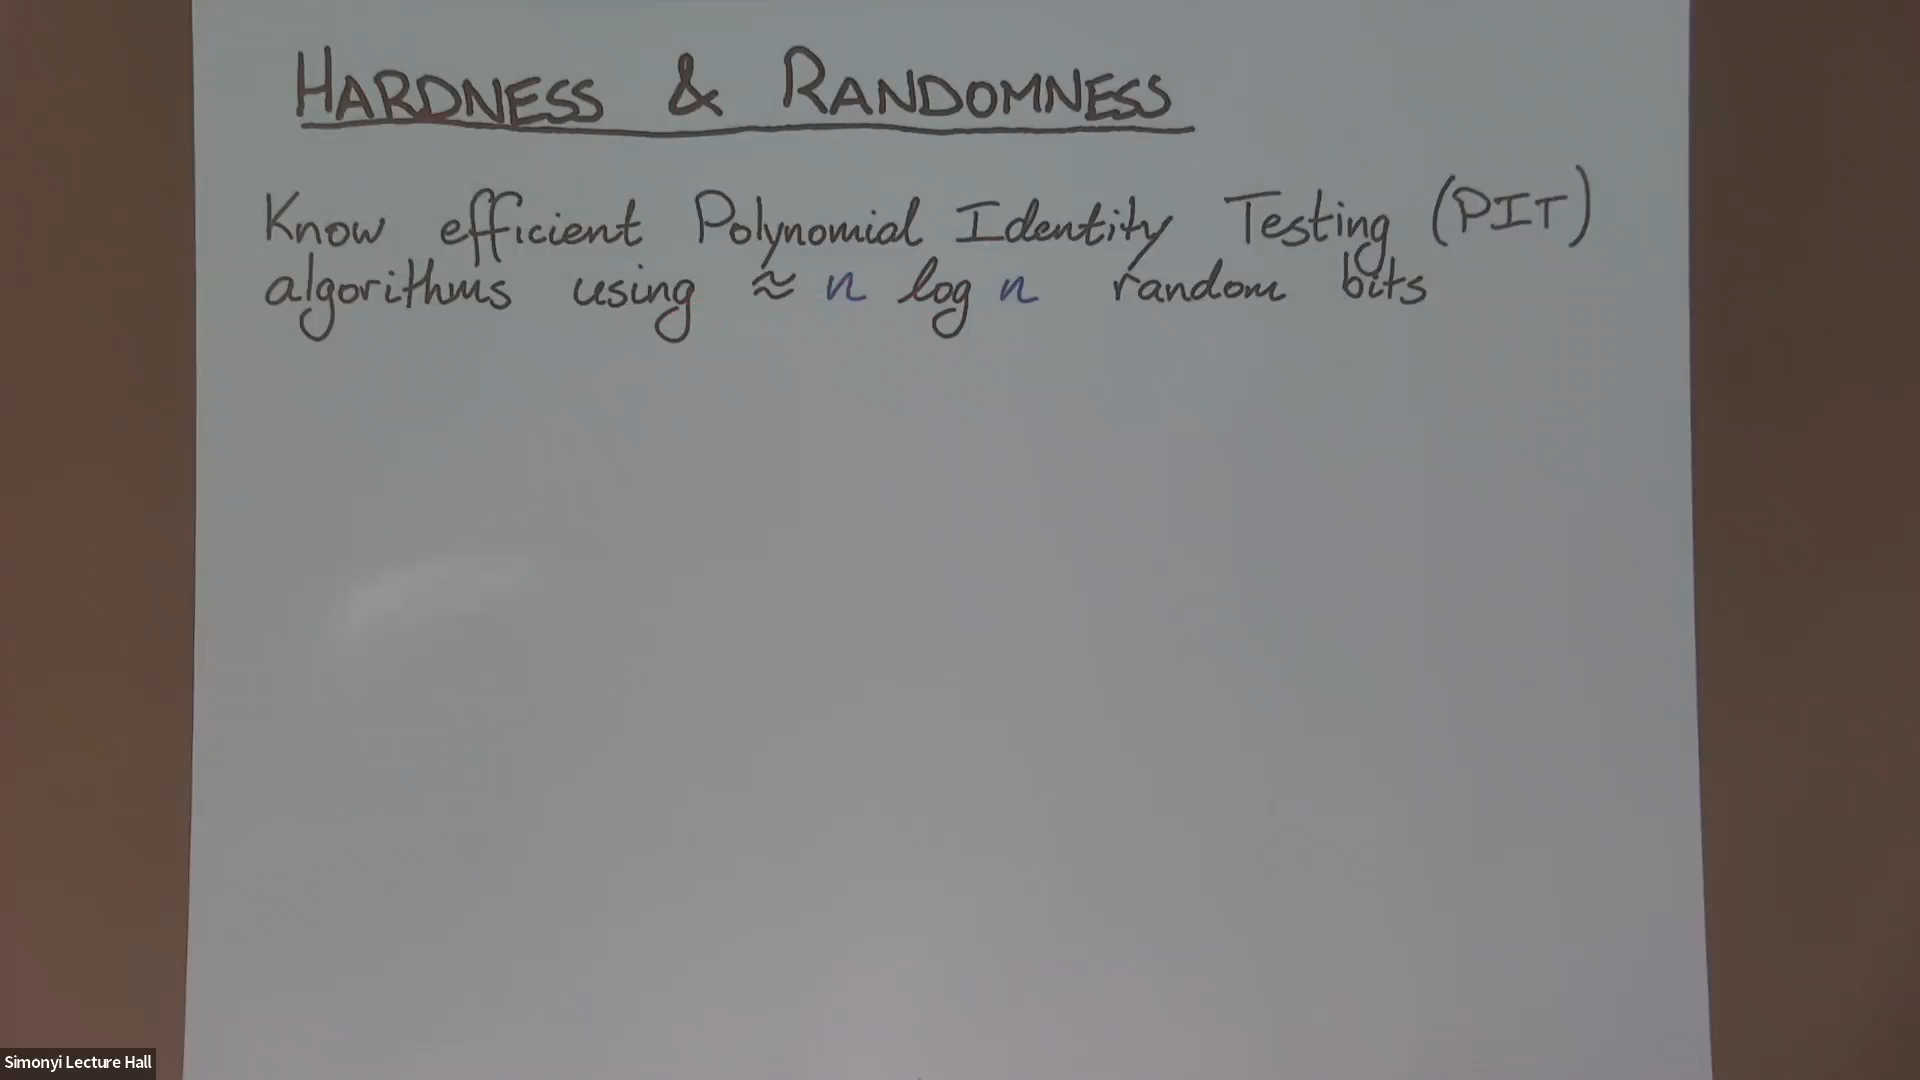 HARDNESS & RANDOMNESS
Know efficient Polynomial Identity Testing (PIT)
algorithms using ≈ n log n random bits
Simonyi Lecture Hall